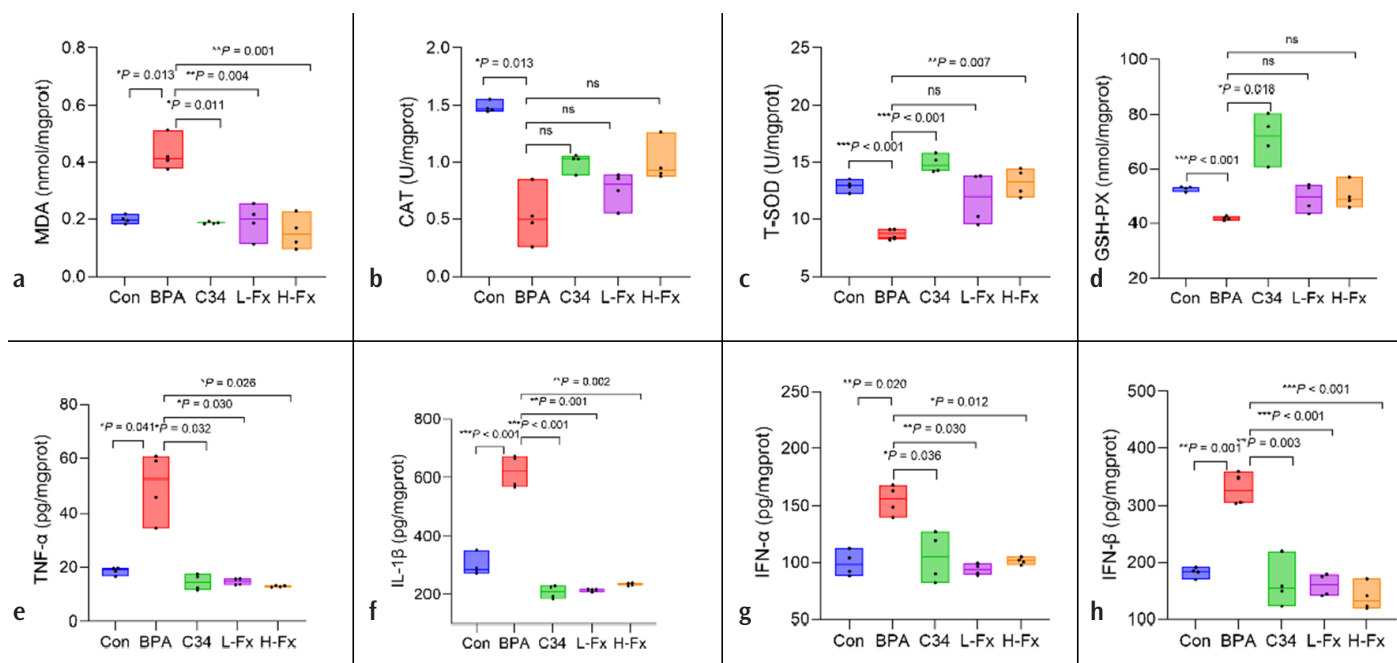 0.8
0.6
0.4
0.2
0.0
MDA (nmol/mgprot)
*P = 0.013
**P = 0.001
**P = 0.004
*P = 0.011
Con BPA C34 L-Fx H-Fx
a
2.0
1.5
1.0
0.5
0.0
CAT (U/mgprot)
*P = 0.013
ns
ns
ns
Con BPA C34 L-Fx H-Fx
b
20
15
10
5
T-SOD (U/mgprot)
**P = 0.007
ns
***P < 0.001
***P < 0.001
Con BPA C34 L-Fx H-Fx
c
100
80
60
40
20
GSH-PX (nmol/mgprot)
ns
ns
*P = 0.018
***P < 0.001
Con BPA C34 L-Fx H-Fx
d
80
60
40
20
0
TNF-α (pg/mgprot)
*P = 0.026
*P = 0.030
*P = 0.041
*P = 0.032
Con BPA C34 L-Fx H-Fx
e
800
600
400
200
IL-1β (pg/mgprot)
**P = 0.002
**P = 0.001
***P < 0.001
***P < 0.001
Con BPA C34 L-Fx H-Fx
f
250
200
150
100
50
IFN-α (pg/mgprot)
**P = 0.020
*P = 0.012
**P = 0.030
*P = 0.036
Con BPA C34 L-Fx H-Fx
g
500
400
300
200
100
IFN-β (pg/mgprot)
***P < 0.001
***P < 0.001
**P = 0.001
**P = 0.003
Con BPA C34 L-Fx H-Fx
h